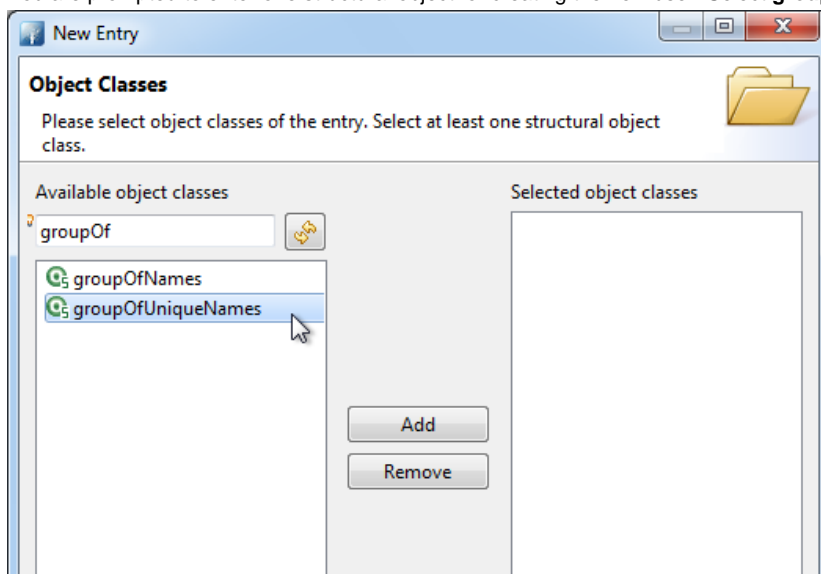 New Entry
Object Classes
Please select object classes of the entry. Select at least one structural object
class.
Available object classes
Selected object classes
groupOf
groupOfNames
groupOfUniqueNames
Add
Remove